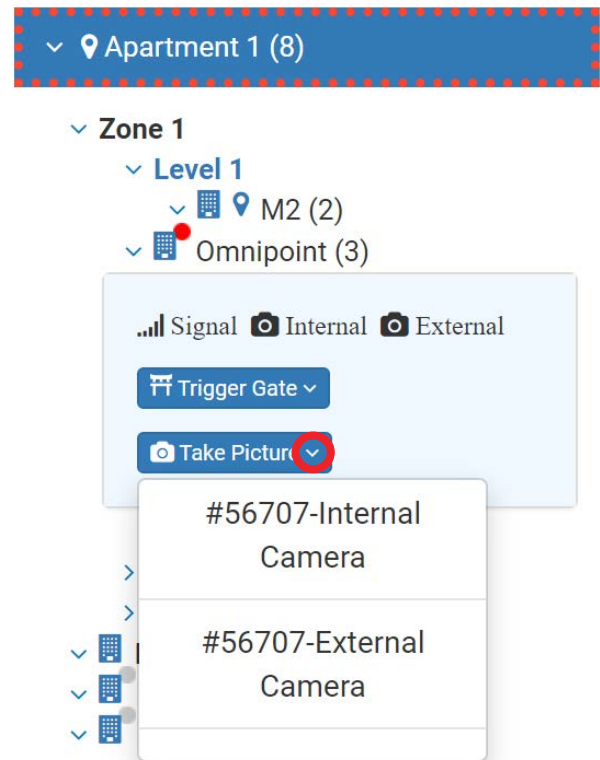 Apartment 1 (8)
Zone 1
Level 1
M2 (2)
Omnipoint (3)
Signal Internal External
Trigger Gate
Take Picture
#56707-Internal
Camera
#56707-External
Camera